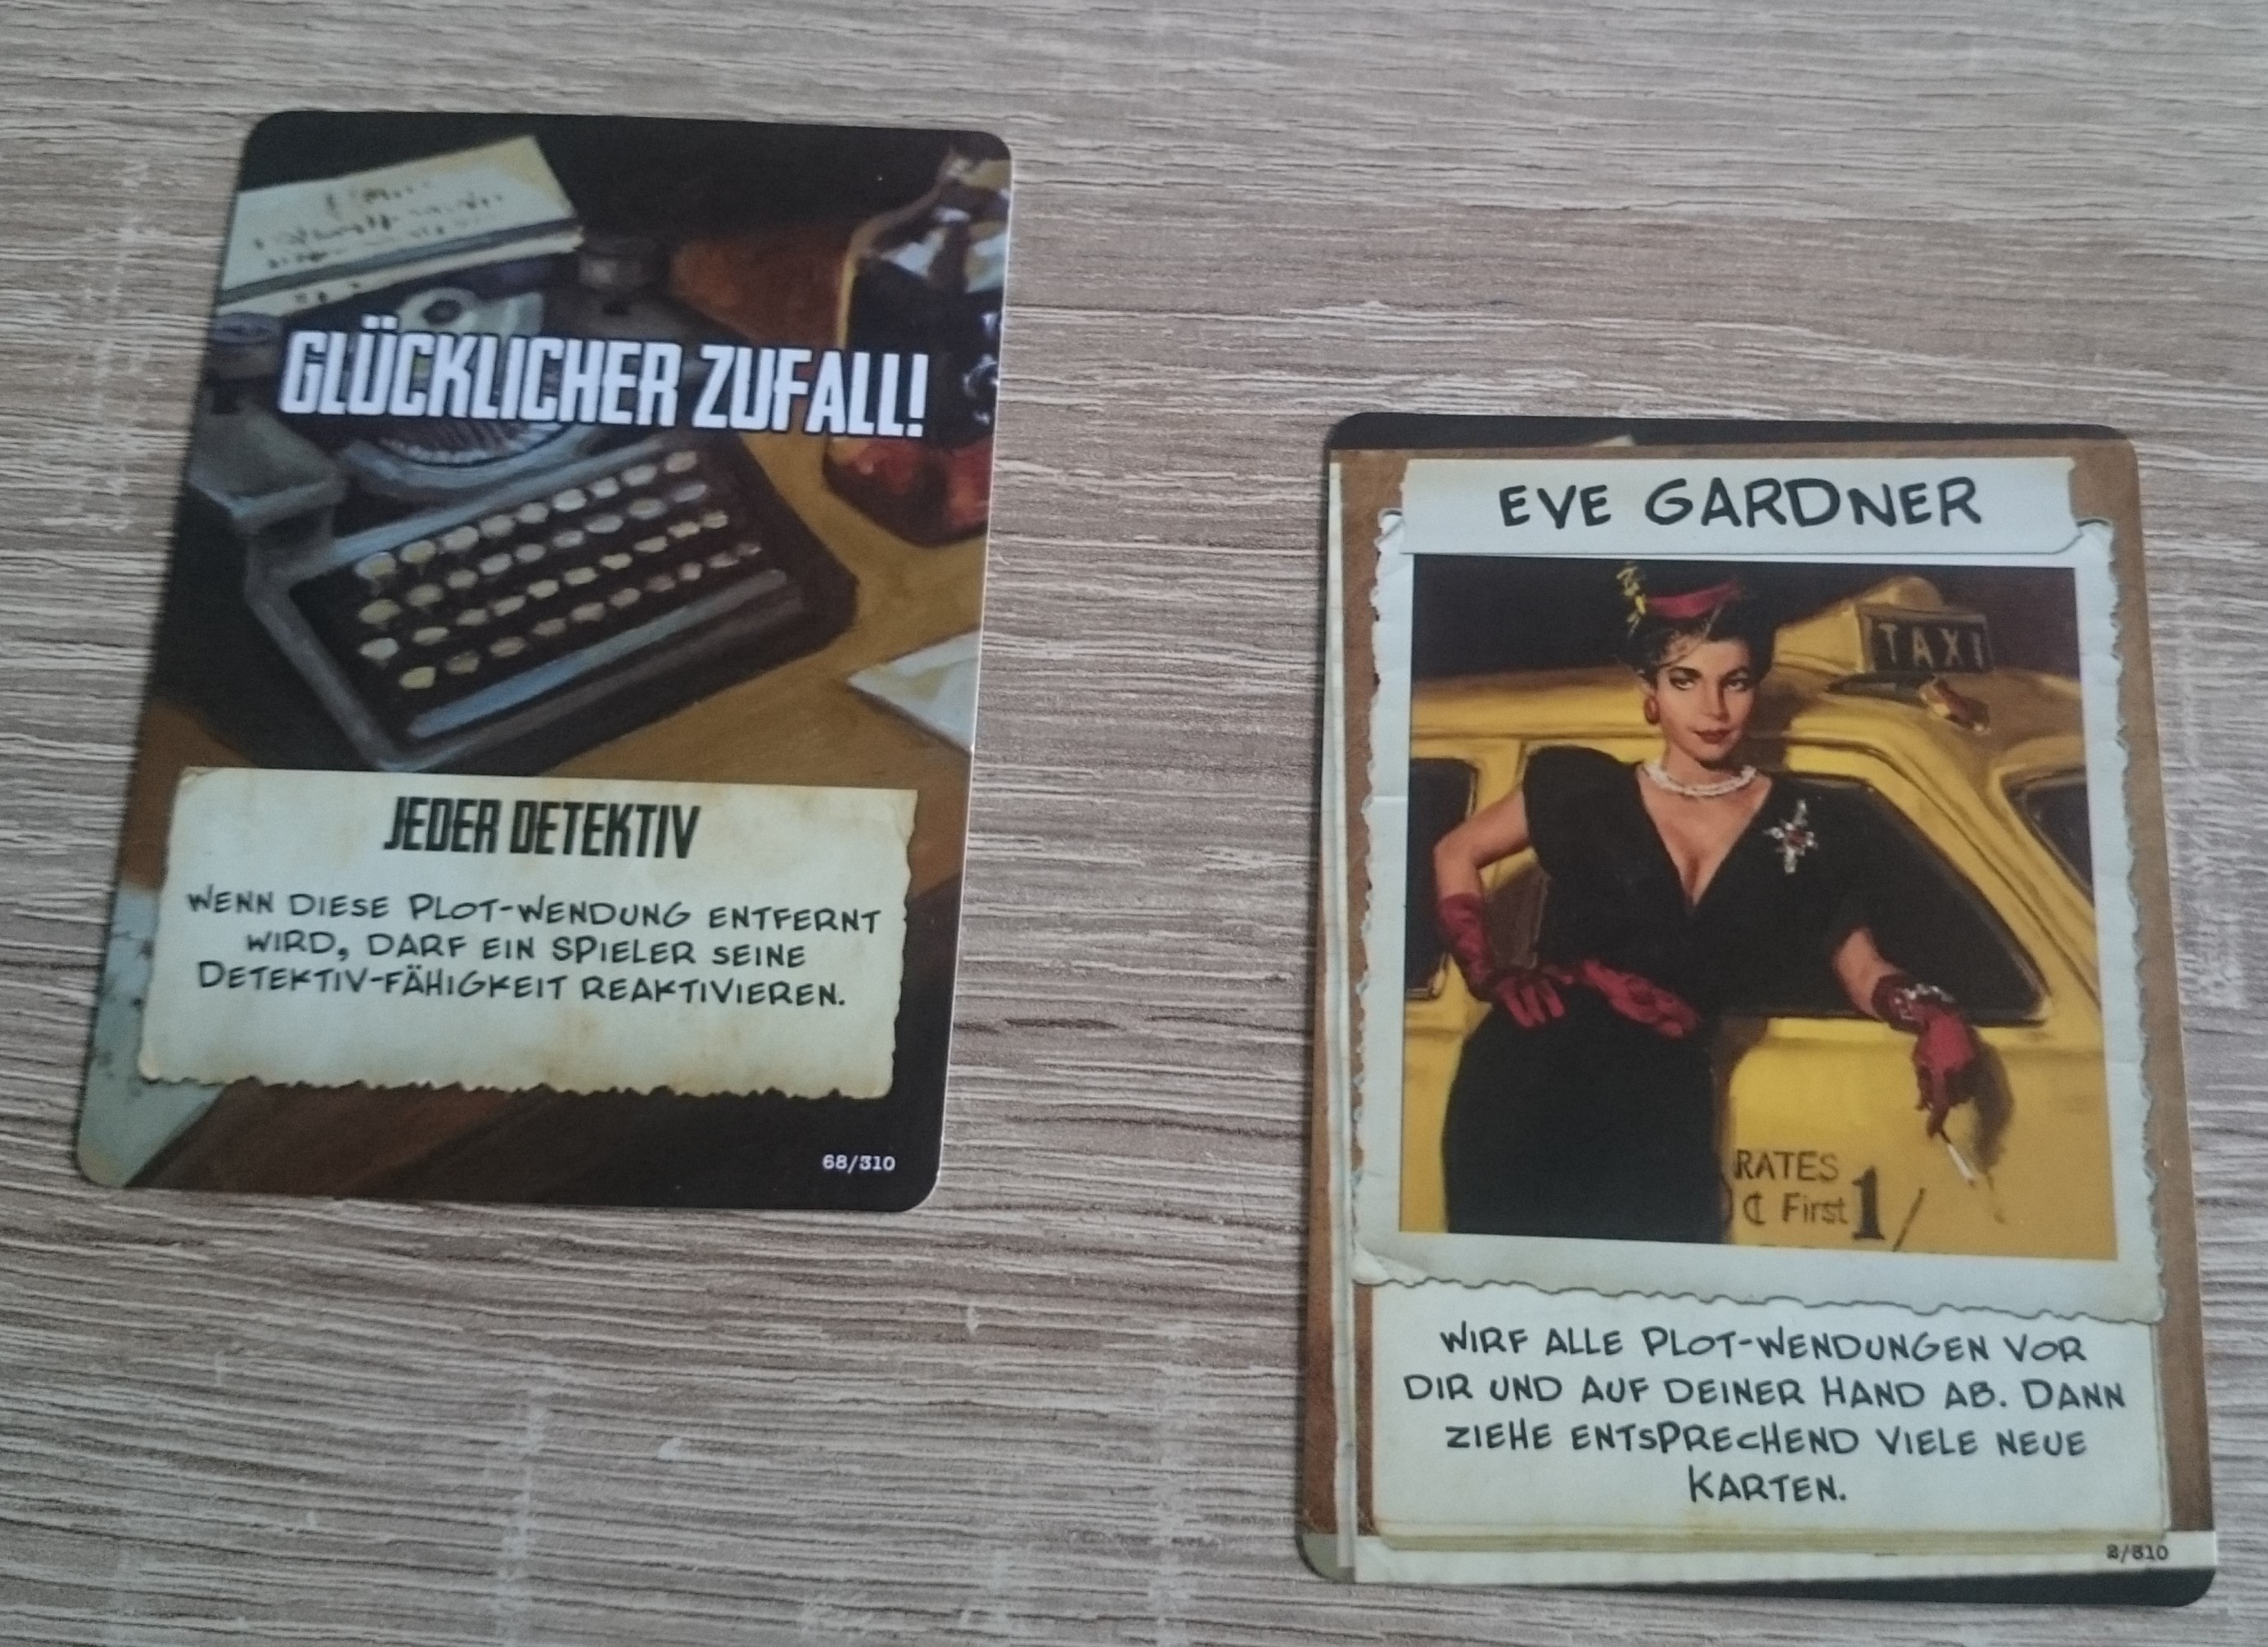 GLÜCKLICHER ZUFALL!
JEDER DETEKTIV
WENN DIESE PLOT-WENDUNG ENTFERNT
WIRD, DARF EIN SPIELER SEINE
DETEKTIV-FÄHIGKEIT REAKTIVIEREN.
68/310
EVE GARDNER
TAXI
RATES
₵ First 1/
WIRF ALLE PLOT-WENDUNGEN VOR
DIR UND AUF DEINER HAND AB. DANN
ZIEHE ENTSPRECHEND VIELE NEUE
KARTEN.